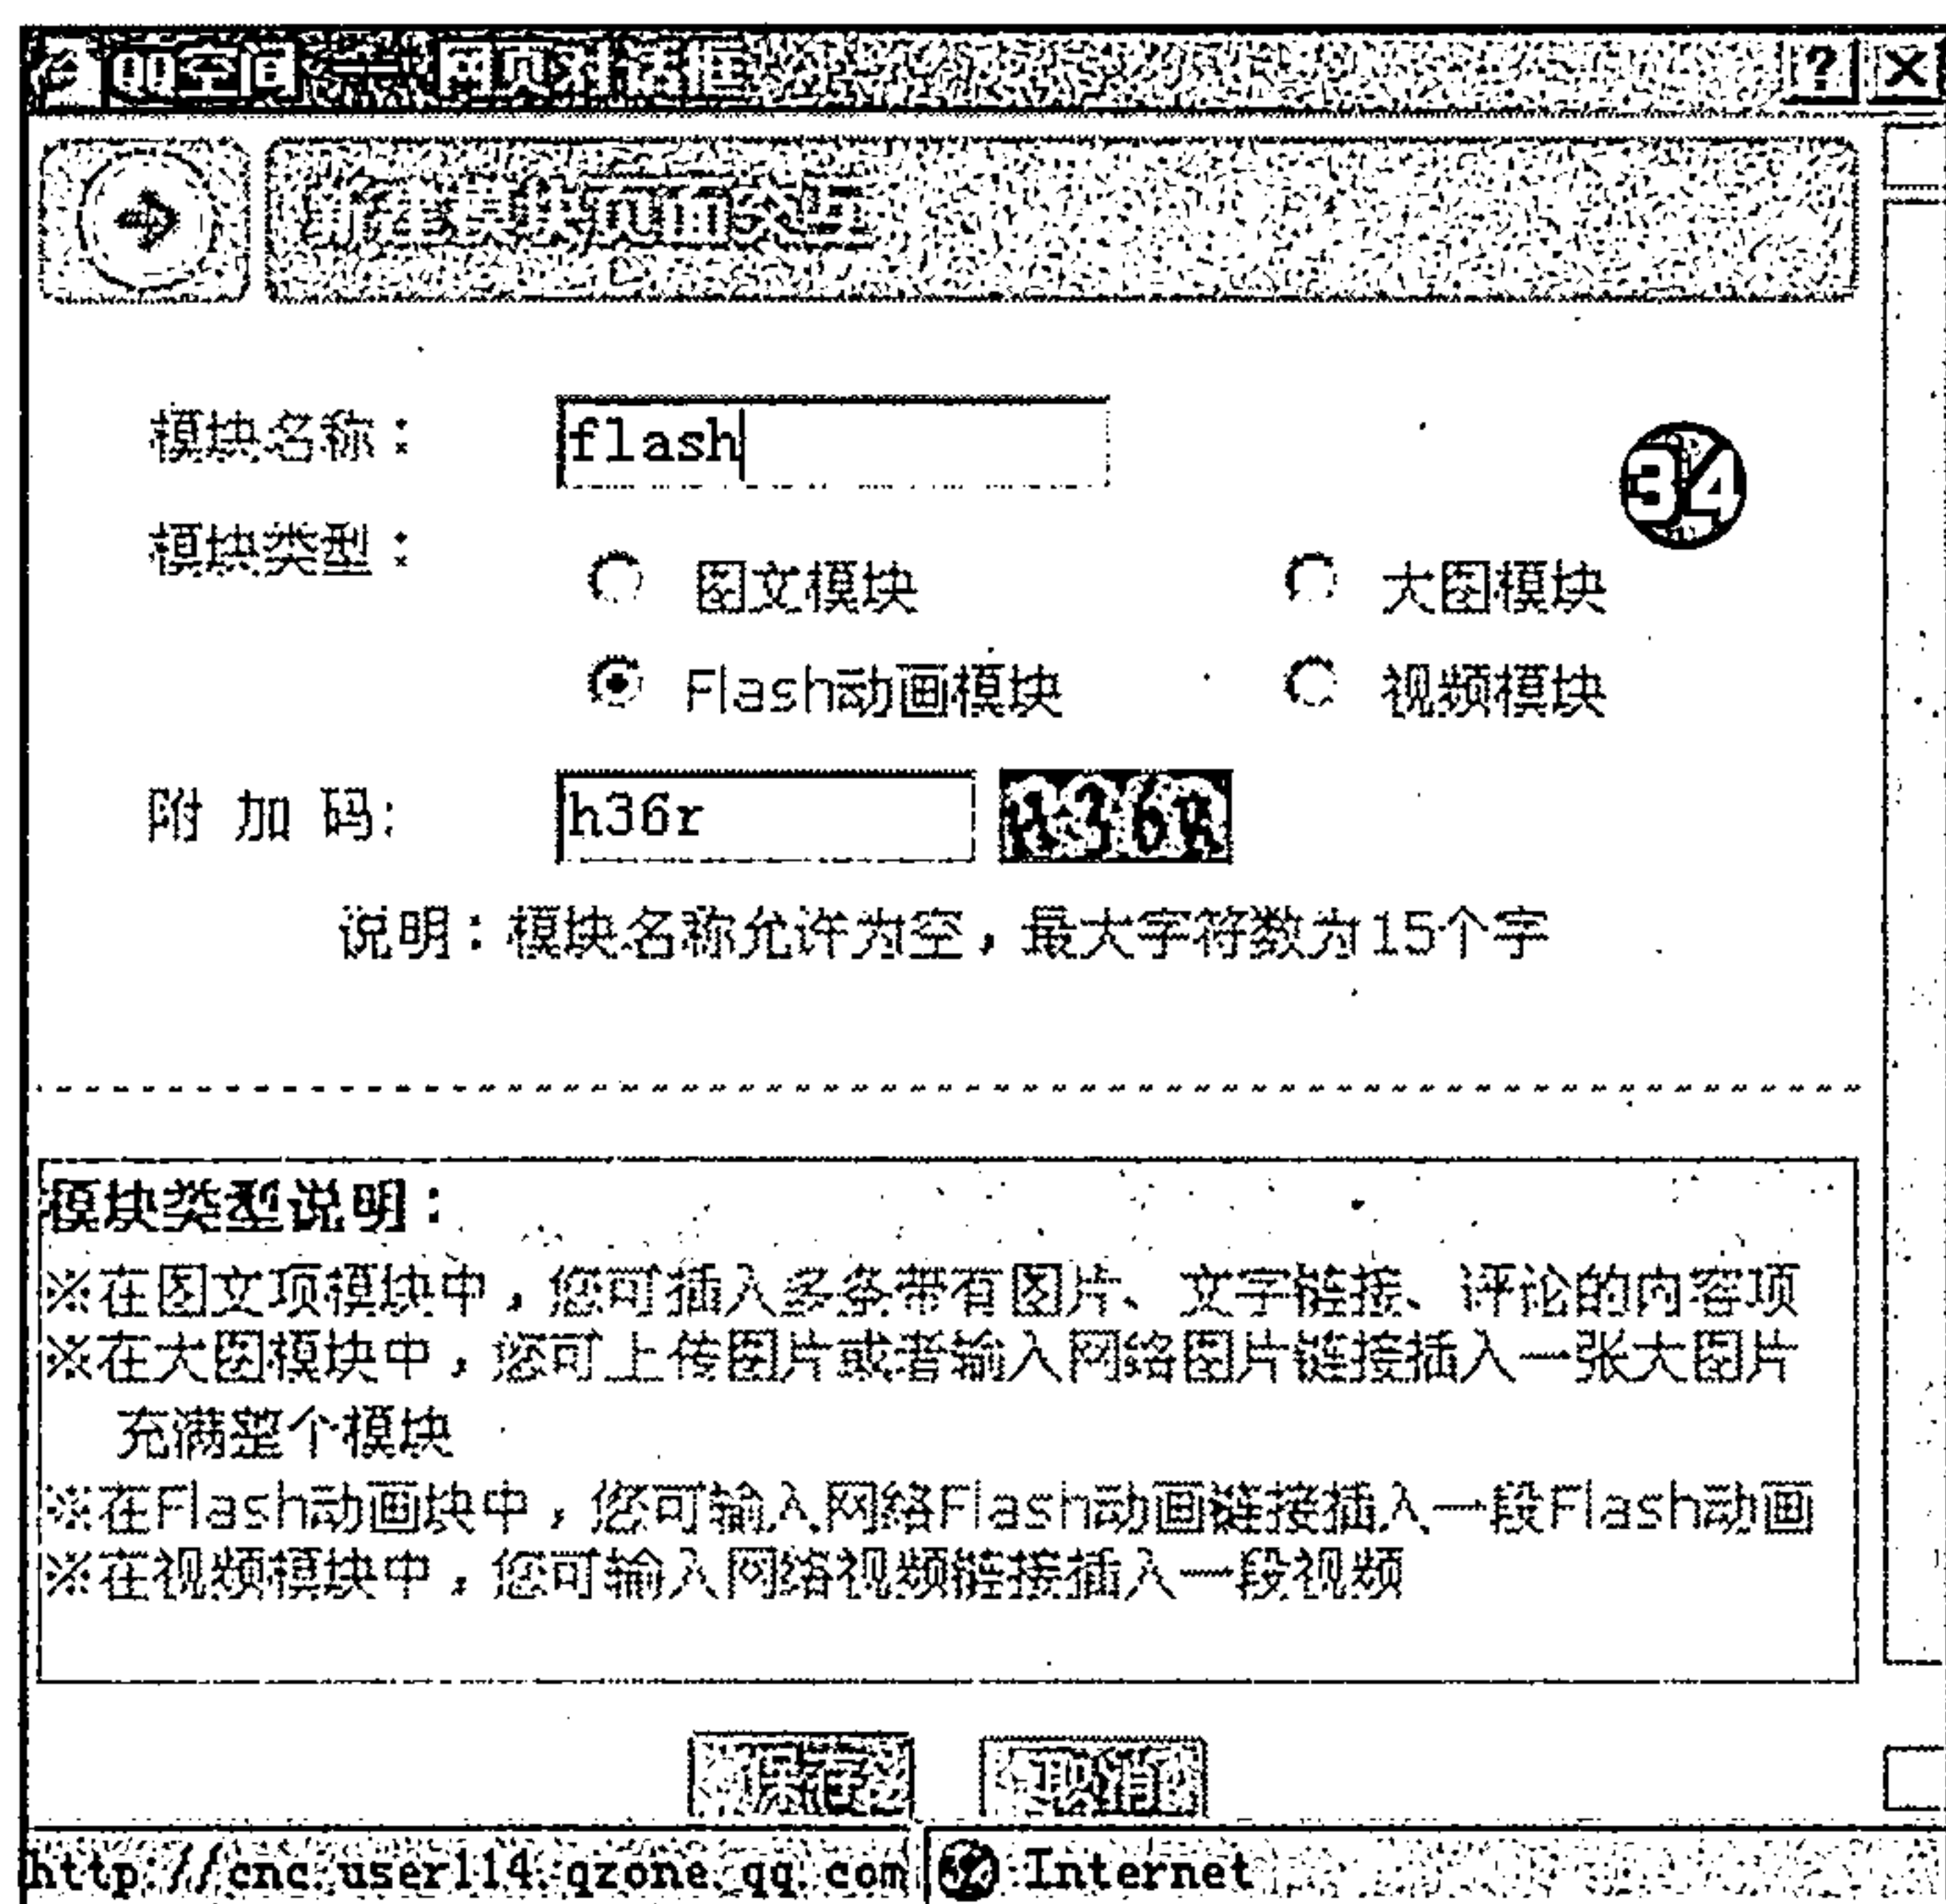 QQ空间 -- 网页对话框
新建模块页面交互
模块名称：flash
34
模块类型：
图文模块 大图模块
Flash动画模块 视频模块
附 加 码: h36r
说明：模块名称允许为空，最大字符数为15个字
模块类型说明：
※在图文项模块中，您可插入多条带有图片、文字链接、评论的内容项
※在大图模块中，您可上传图片或者输入网络图片链接插入一张大图片
充满整个模块
※在Flash动画块中，您可输入网络Flash动画链接插入一段Flash动画
※在视频模块中，您可输入网络视频链接插入一段视频
保存 取消
http://cnc.user114.qzone.qq.com Internet